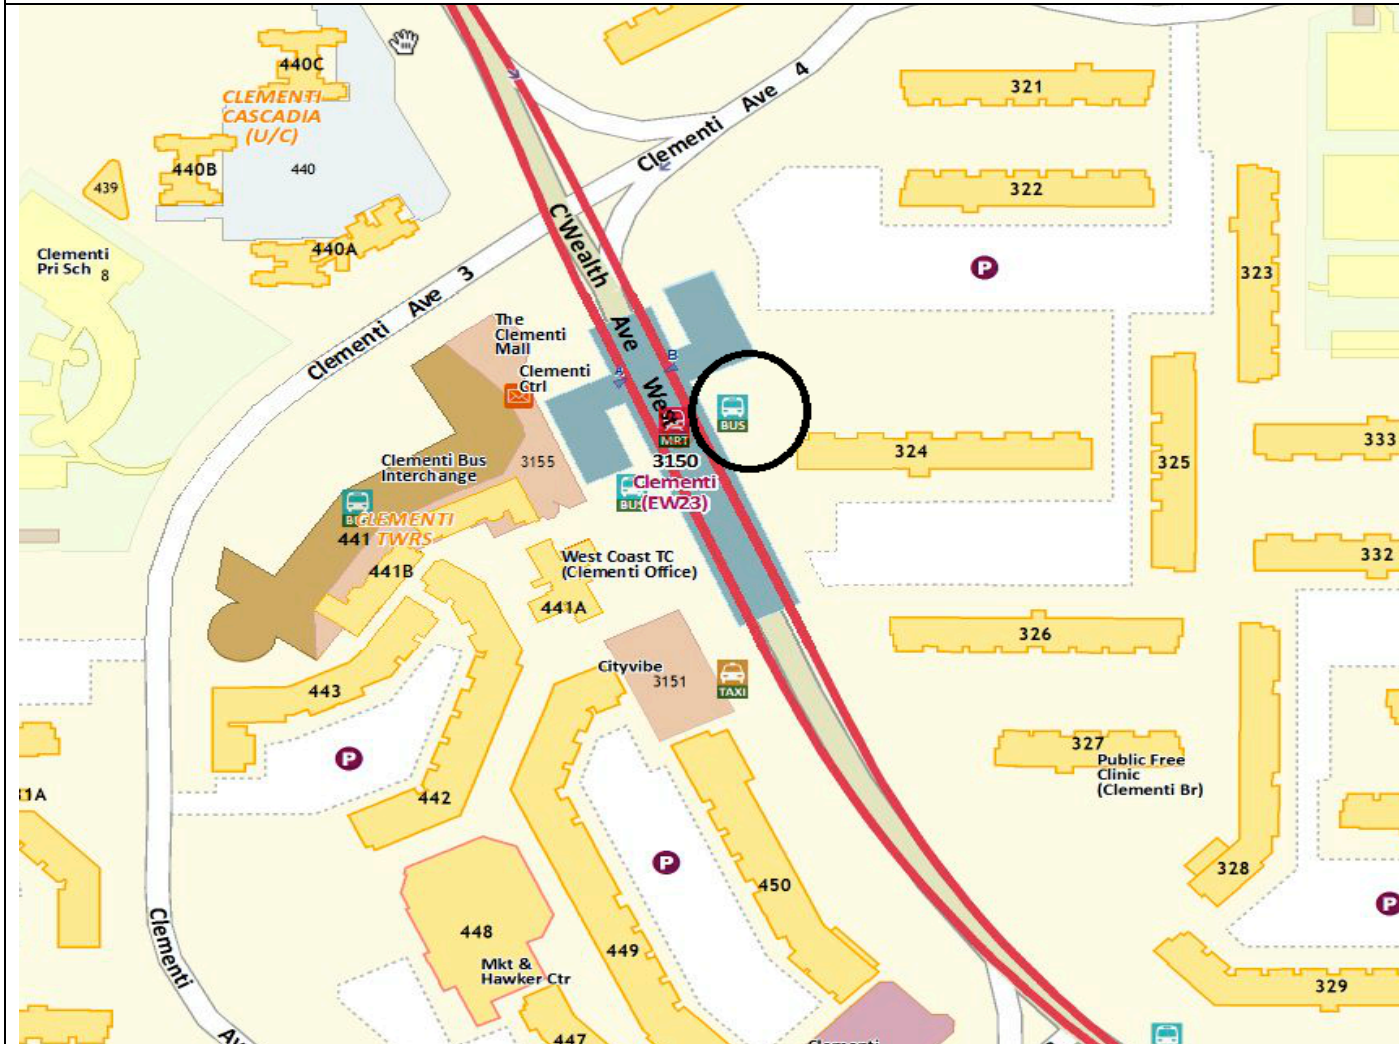 440C
CLEMENTI
CASCADIA
(U/C)
440B
440
439
440A
Clementi
Pri Sch
8
Clementi Ave 4
Clementi Ave 3
C'Wealth Ave West
321
322
323
The
Clementi
Mall
Clementi
Ctrl
A
B
BUS
MRT
3150
Clementi
(EW23)
324
325
333
332
3155
Clementi Bus
Interchange
CLEMENTI
TWRS
441
441B
West Coast TC
(Clementi Office)
441A
Cityvibe
3151
TAXI
326
327
Public Free
Clinic
(Clementi Br)
P
P
P
P
443
442
1A
450
328
448
Mkt &
Hawker Ctr
449
329
447
Clementi
Clementi